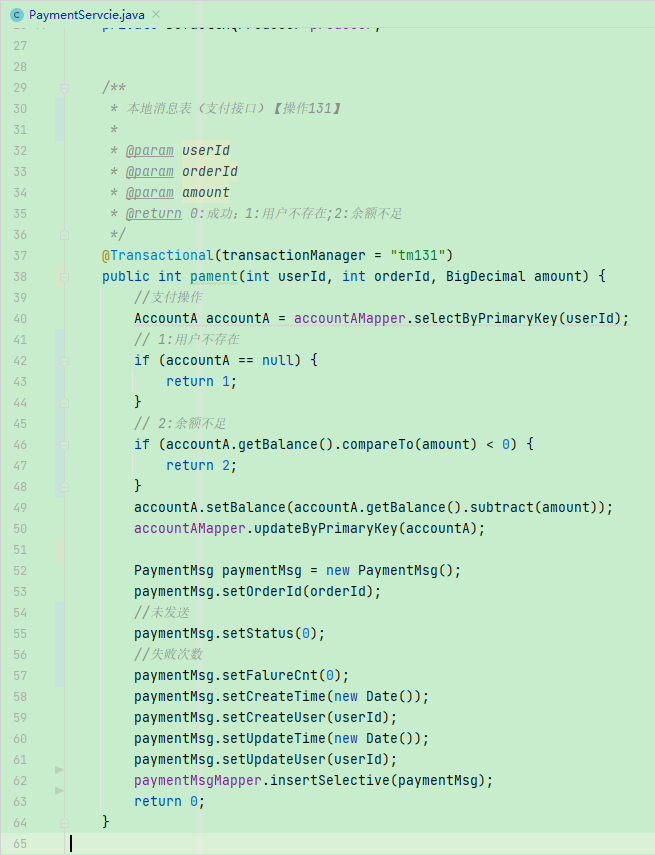 PaymentServcie.java
27
28
29 /**
30 * 本地消息表（支付接口）【操作131】
31 *
32 * @param userId
33 * @param orderId
34 * @param amount
35 * @return 0:成功；1:用户不存在;2:余额不足
36 */
37 @Transactional(transactionManager = "tm131")
38 public int pament(int userId, int orderId, BigDecimal amount) {
39 //支付操作
40 AccountA accountA = accountAMapper.selectByPrimaryKey(userId);
41 // 1:用户不存在
42 if (accountA == null) {
43 return 1;
44 }
45 // 2:余额不足
46 if (accountA.getBalance().compareTo(amount) < 0) {
47 return 2;
48 }
49 accountA.setBalance(accountA.getBalance().subtract(amount));
50 accountAMapper.updateByPrimaryKey(accountA);
51
52 PaymentMsg paymentMsg = new PaymentMsg();
53 paymentMsg.setOrderId(orderId);
54 //未发送
55 paymentMsg.setStatus(0);
56 //失败次数
57 paymentMsg.setFalureCnt(0);
58 paymentMsg.setCreateTime(new Date());
59 paymentMsg.setCreateUser(userId);
60 paymentMsg.setUpdateTime(new Date());
61 paymentMsg.setUpdateUser(userId);
62 paymentMsgMapper.insertSelective(paymentMsg);
63 return 0;
64 }
65